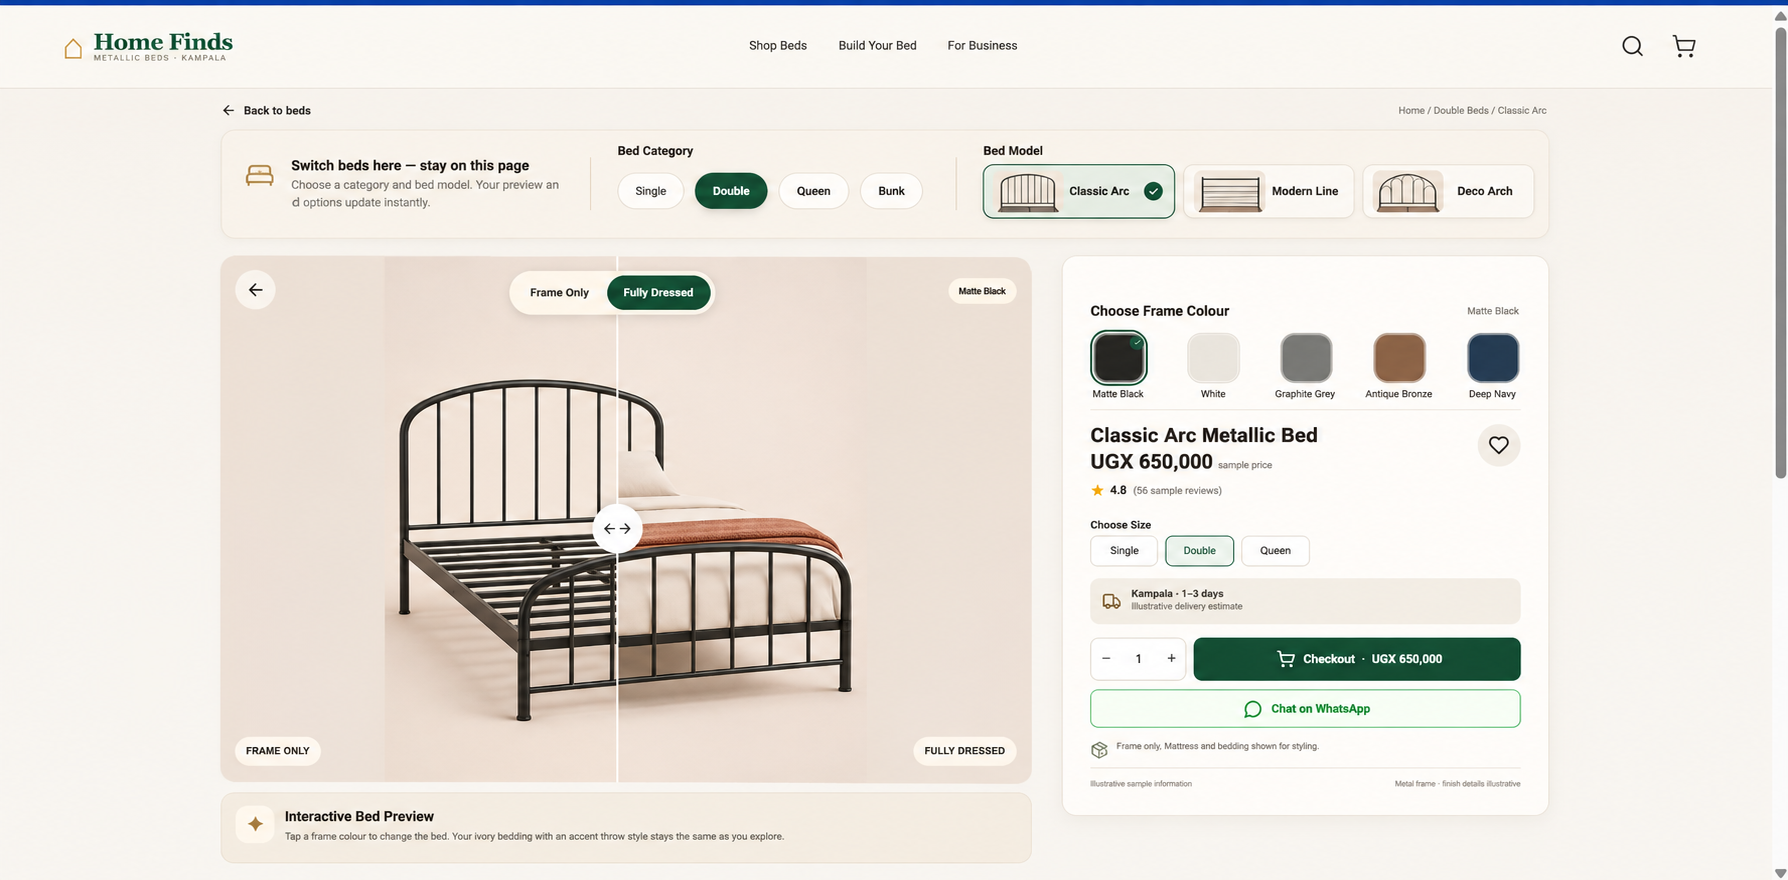 Home Finds
METALLIC BEDS · KAMPALA
Shop Beds
Build Your Bed
For Business
Back to beds
Home / Double Beds / Classic Arc
Switch beds here — stay on this page
Choose a category and bed model. Your preview an
d options update instantly.
Bed Category
Single
Double
Queen
Bunk
Bed Model
Classic Arc
Modern Line
Deco Arch
Frame Only
Fully Dressed
Matte Black
FRAME ONLY
FULLY DRESSED
Interactive Bed Preview
Tap a frame colour to change the bed. Your ivory bedding with an accent throw style stays the same as you explore.
Choose Frame Colour
Matte Black
Matte Black
White
Graphite Grey
Antique Bronze
Deep Navy
Classic Arc Metallic Bed
UGX 650,000 sample price
4.8 (56 sample reviews)
Choose Size
Single
Double
Queen
Kampala · 1–3 days
Illustrative delivery estimate
− 1 +
Checkout · UGX 650,000
Chat on WhatsApp
Frame only, Mattress and bedding shown for styling.
Illustrative sample information
Metal frame · finish details illustrative